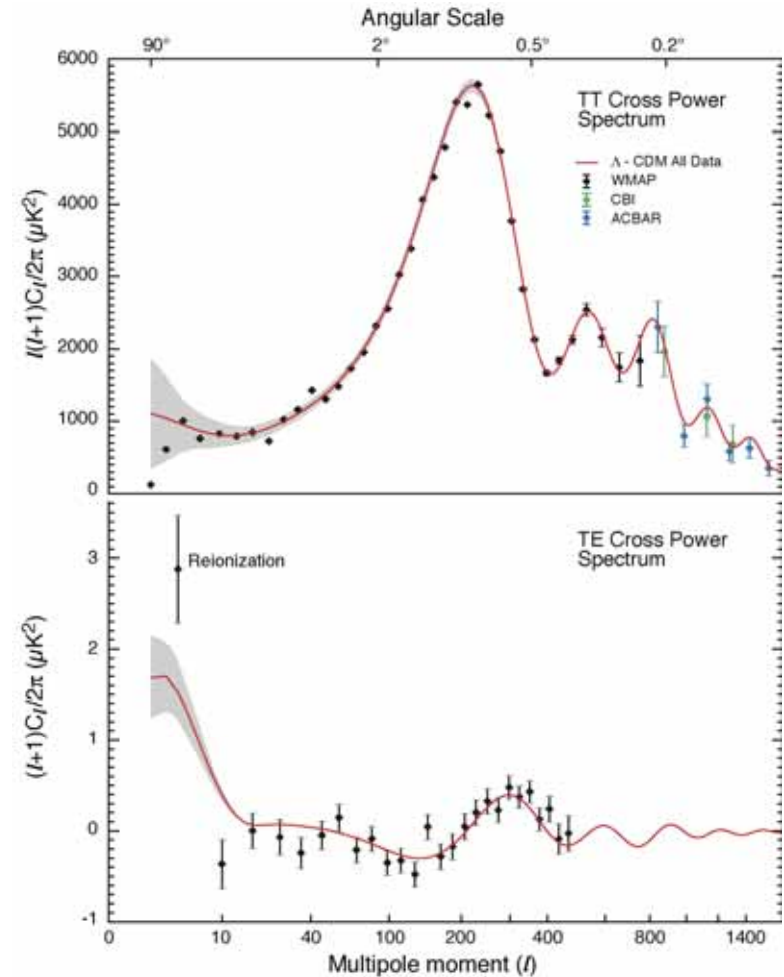 Angular Scale
90° 2° 0.5° 0.2°
6000
5000
4000
3000
2000
1000
0
l(l+1)Cl/2π (μK²)
TT Cross Power
Spectrum
Λ - CDM All Data
WMAP
CBI
ACBAR
3
2
1
0
-1
(l+1)Cl/2π (μK²)
Reionization
TE Cross Power
Spectrum
0 10 40 100 200 400 800 1400
Multipole moment (l)